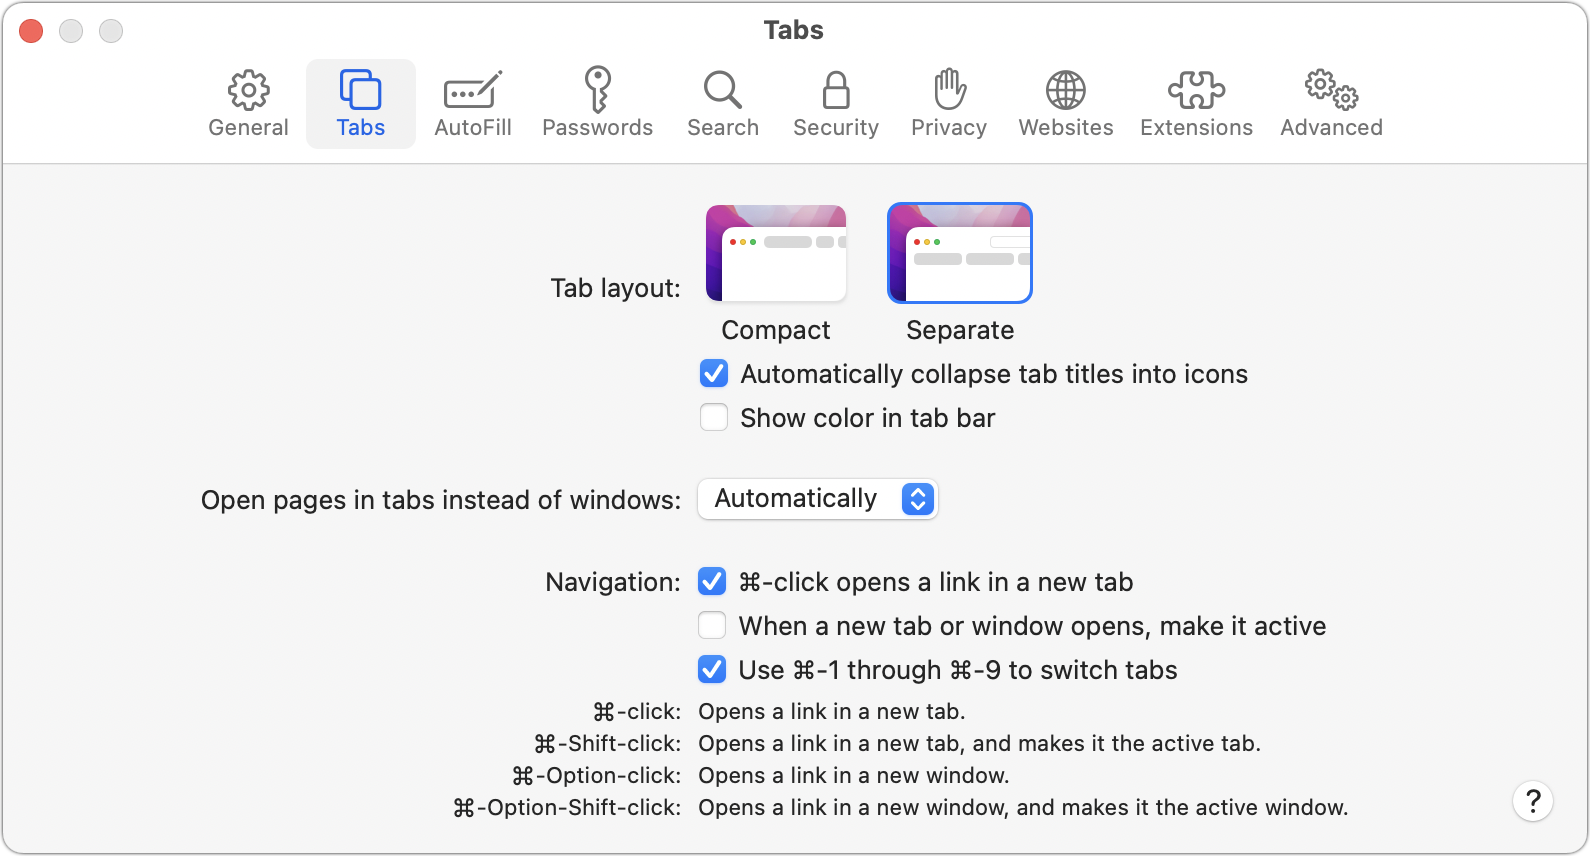 Tabs
General Tabs AutoFill Passwords Search Security Privacy Websites Extensions Advanced
Tab layout:
Compact Separate
Automatically collapse tab titles into icons
Show color in tab bar
Open pages in tabs instead of windows: Automatically
Navigation: ⌘-click opens a link in a new tab
When a new tab or window opens, make it active
Use ⌘-1 through ⌘-9 to switch tabs
⌘-click: Opens a link in a new tab.
⌘-Shift-click: Opens a link in a new tab, and makes it the active tab.
⌘-Option-click: Opens a link in a new window.
⌘-Option-Shift-click: Opens a link in a new window, and makes it the active window.
?